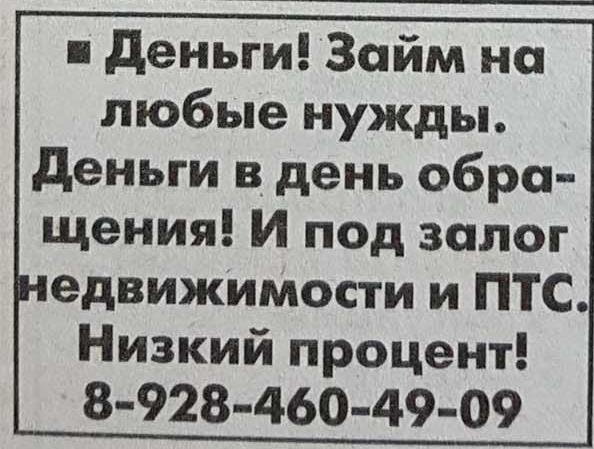 ▪ Деньги! Займ на
любые нужды.
Деньги в день обра-
щения! И под залог
недвижимости и ПТС.
Низкий процент!
8-928-460-49-09